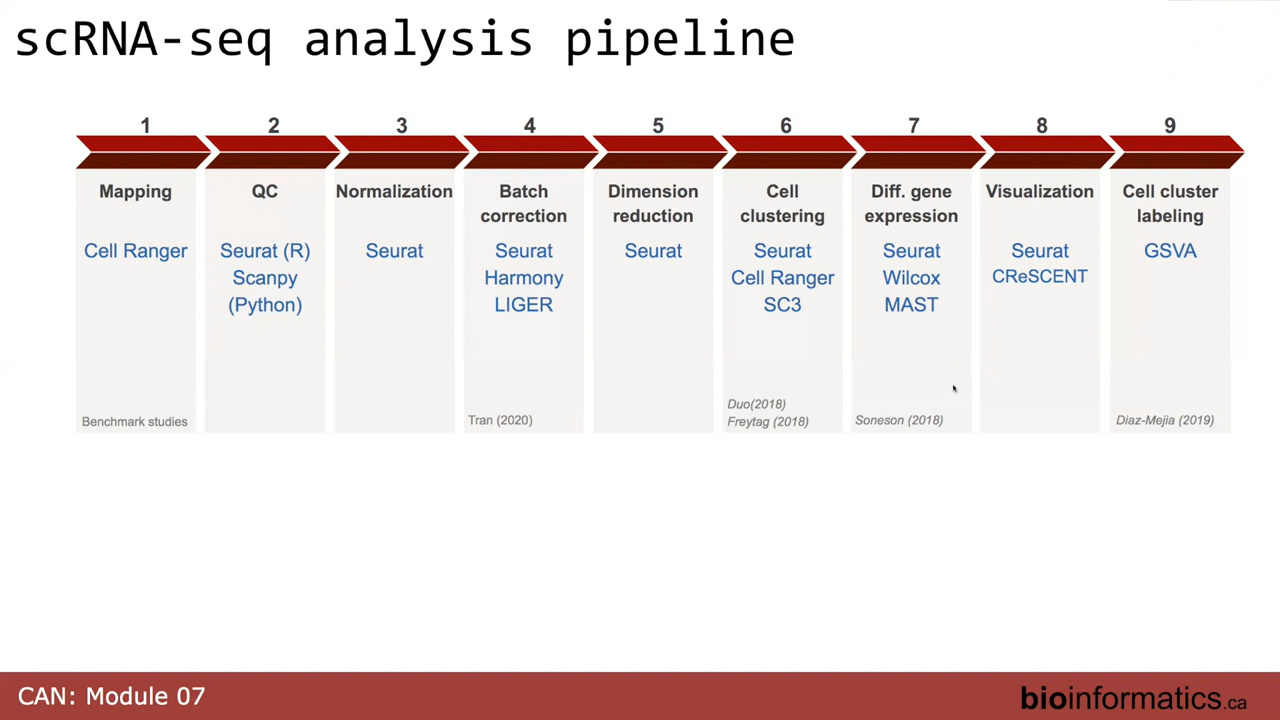 scRNA-seq analysis pipeline
1
2
3
4
5
6
7
8
9
Mapping
Cell Ranger
Benchmark studies
QC
Seurat (R)
Scanpy
(Python)
Normalization
Seurat
Batch
correction
Seurat
Harmony
LIGER
Tran (2020)
Dimension
reduction
Seurat
Cell
clustering
Seurat
Cell Ranger
SC3
Duo(2018)
Freytag (2018)
Diff. gene
expression
Seurat
Wilcox
MAST
Soneson (2018)
Visualization
Seurat
CReSCENT
Cell cluster
labeling
GSVA
Diaz-Mejia (2019)
CAN: Module 07
bioinformatics.ca